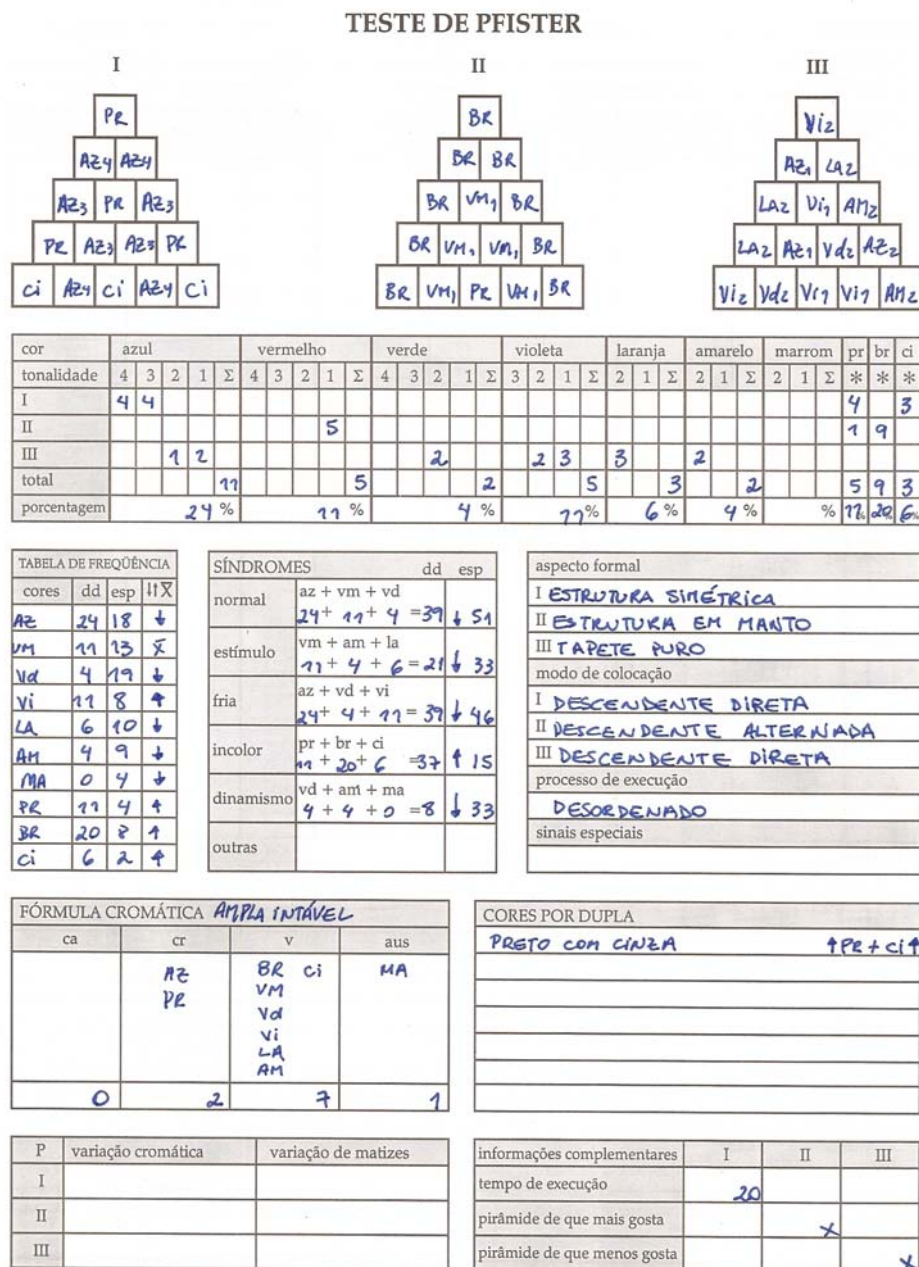 TESTE DE PFISTER
I II III
PR BR Vi2
AZ4 AZ4 BR BR AZ1 LA2
AZ3 PR AZ3 BR VM1 BR LA2 Vi1 AM2
PR AZ3 AZ3 PR BR VM1 VM1 BR LA2 AZ1 Vd2 AZ2
Ci AZ4 Ci AZ4 Ci BR VM1 PR VM1 BR Vi2 Vd2 Vi1 Vi1 AM2
cor azul vermelho verde violeta laranja amarelo marrom pr br ci
tonalidade 4 3 2 1 Σ 4 3 2 1 Σ 4 3 2 1 Σ 3 2 1 Σ 2 1 Σ 2 1 Σ 2 1 Σ * * *
I 4 4 4 3
II 5 1 9
III 1 2 2 2 3 3 2
total 11 5 2 5 3 2 5 9 3
porcentagem 24 % 11 % 4 % 11 % 6 % 4 % % 11% 20% 6%
TABELA DE FREQÜÊNCIA
cores dd esp ↓↑X̅
AZ 24 18 ↓
VM 11 13 X̅
Vd 4 19 ↓
Vi 11 8 ↑
LA 6 10 ↓
AM 4 9 ↓
MA 0 4 ↓
PR 11 4 ↑
BR 20 8 ↑
Ci 6 2 ↑
SÍNDROMES dd esp
normal az + vm + vd
24+ 11+ 4 =39 ↓ 51
estímulo vm + am + la
11+ 4 + 6 = 21 ↓ 33
fria az + vd + vi
24+ 4 + 11 = 39 ↓ 46
incolor pr + br + ci
11 + 20+ 6 =37 ↑ 15
dinamismo vd + am + ma
4 + 4 + 0 =8 ↓ 33
outras
aspecto formal
I ESTRUTURA SIMÉTRICA
II ESTRUTURA EM MANTO
III TAPETE PURO
modo de colocação
I DESCENDENTE DIRETA
II DESCENDENTE ALTERNADA
III DESCENDENTE DIRETA
processo de execução
DESORDENADO
sinais especiais
FÓRMULA CROMÁTICA AMPLA INTÁVEL
ca cr v aus
AZ BR Ci MA
PR VM
Vd
Vi
LA
AM
0 2 7 1
CORES POR DUPLA
PRETO COM CINZA ↑PR + Ci↑
P variação cromática variação de matizes
I
II
III
informações complementares I II III
tempo de execução 20
pirâmide de que mais gosta x
pirâmide de que menos gosta x